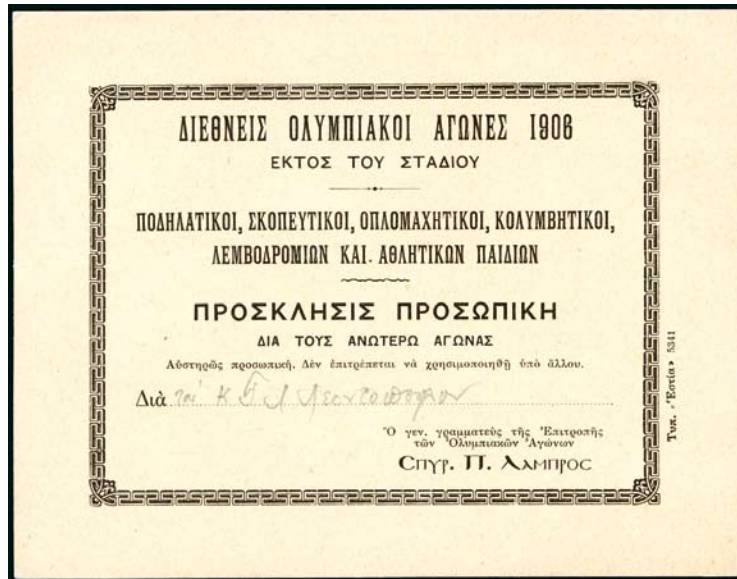 ΔΙΕΘΝΕΙΣ ΟΛΥΜΠΙΑΚΟΙ ΑΓΩΝΕΣ 1906
ΕΚΤΟΣ ΤΟΥ ΣΤΑΔΙΟΥ
ΠΟΔΗΛΑΤΙΚΟΙ, ΣΚΟΠΕΥΤΙΚΟΙ, ΟΠΛΟΜΑΧΗΤΙΚΟΙ, ΚΟΛΥΜΒΗΤΙΚΟΙ,
ΛΕΜΒΟΔΡΟΜΙΩΝ ΚΑΙ. ΑΘΛΗΤΙΚΩΝ ΠΑΙΔΙΩΝ
ΠΡΟΣΚΛΗΣΙΣ ΠΡΟΣΩΠΙΚΗ
ΔΙΑ ΤΟΥΣ ΑΝΩΤΕΡΩ ΑΓΩΝΑΣ
Αὐστηρῶς προσωπική. Δὲν ἐπιτρέπεται νὰ χρησιμοποιηθῇ ὑπὸ ἄλλου.
Διὰ
Ὁ γεν. γραμματεὺς τῆς Ἐπιτροπῆς
τῶν Ὀλυμπιακῶν Ἀγώνων
ΣΠΥΡ. Π. ΛΑΜΠΡΟΣ
Τυπ. «Ἑστία» 5341